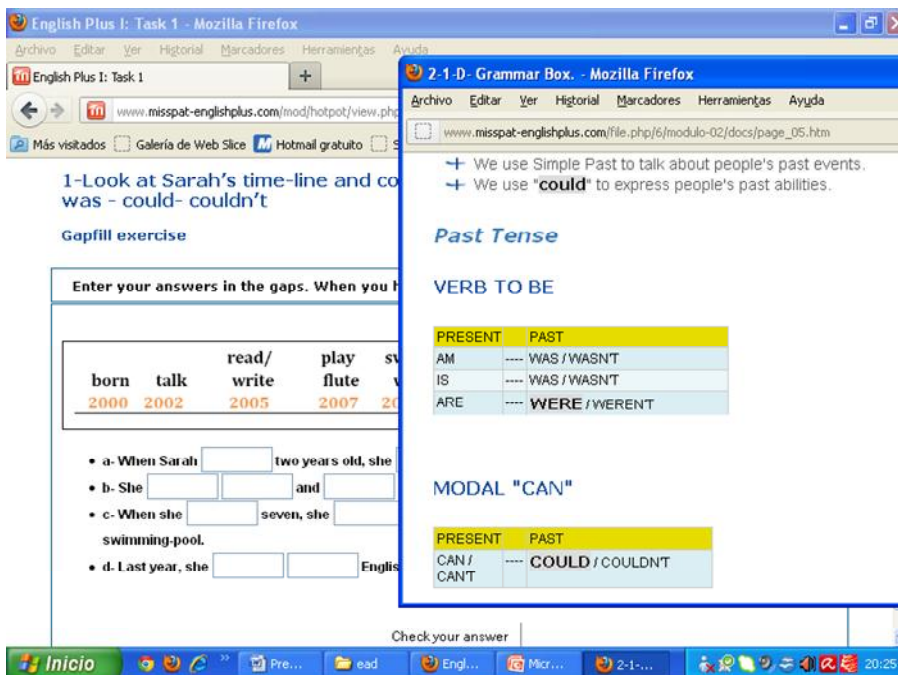 English Plus I: Task 1 - Mozilla Firefox
Archivo Editar Ver Historial Marcadores Herramientas Ayuda
English Plus I: Task 1
www.misspat-englishplus.com/mod/hotpot/view.php
Más visitados Galería de Web Slice Hotmail gratuito
1-Look at Sarah's time-line and
was - could- couldn't
Gapfill exercise
Enter your answers in the gaps. When you
read/ play
born talk write flute
2000 2002 2005 2007
• a- When Sarah two years old, she
• b- She and
• c- When she seven, she
swimming-pool.
• d- Last year, she
Check your answer
2-1-D- Grammar Box. - Mozilla Firefox
Archivo Editar Ver Historial Marcadores Herramientas Ayuda
www.misspat-englishplus.com/file.php/6/modulo-02/docs/page_05.htm
We use Simple Past to talk about people's past events.
We use "could" to express people's past abilities.
Past Tense
VERB TO BE
PRESENT PAST
AM ---- WAS / WASN'T
IS ---- WAS / WASN'T
ARE ---- WERE / WEREN'T
MODAL "CAN"
PRESENT PAST
CAN / ---- COULD / COULDN'T
CAN'T
Inicio » Pre... ead Engl... Micr... 2-1-... 20:25